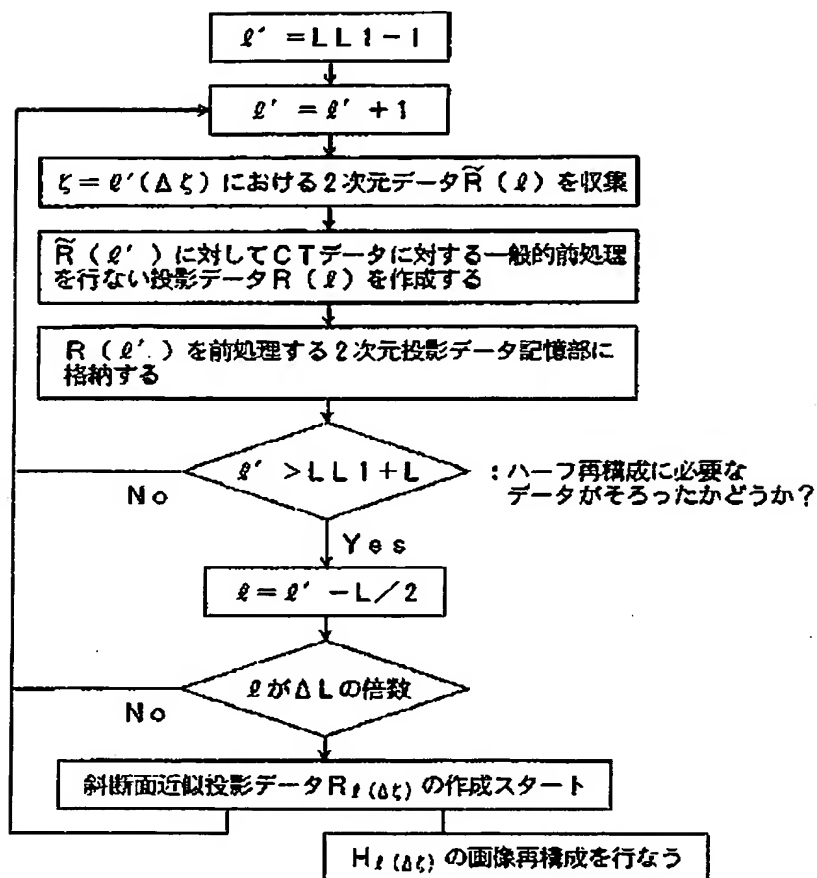 ℓ' =LL1-1
ℓ' =ℓ' +1
ζ=ℓ'(Δζ)における2次元データR̃(ℓ)を収集
R̃(ℓ')に対してCTデータに対する一般的前処理
を行ない投影データR(ℓ)を作成する
R(ℓ'.)を前処理する2次元投影データ記憶部に
格納する
ℓ' >LL1+L
:ハーフ再構成に必要な
データがそろったかどうか?
No
Yes
ℓ=ℓ' -L/2
ℓがΔLの倍数
No
斜断面近似投影データRℓ(Δζ)の作成スタート
Hℓ(Δζ)の画像再構成を行なう